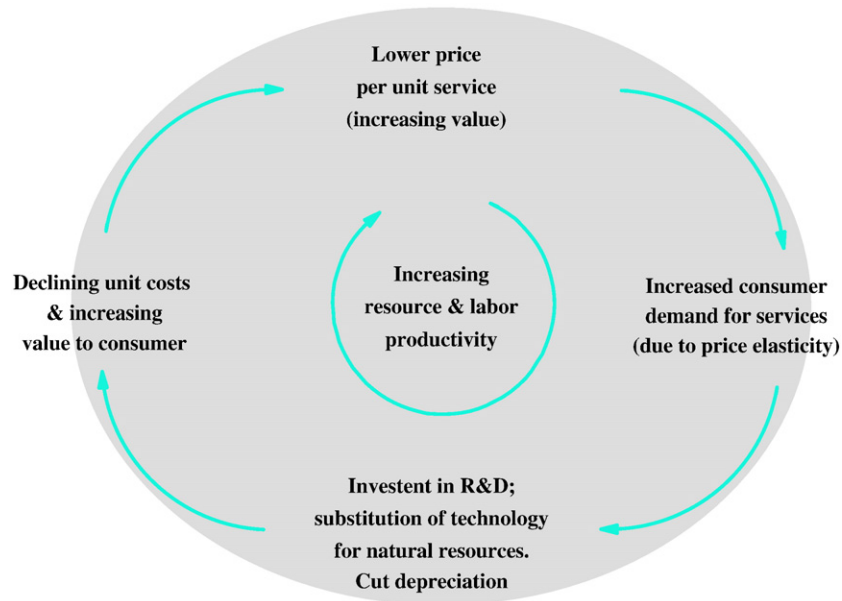 Lower price
per unit service
(increasing value)
Declining unit costs
& increasing
value to consumer
Increasing
resource & labor
productivity
Increased consumer
demand for services
(due to price elasticity)
Investent in R&D;
substitution of technology
for natural resources.
Cut depreciation